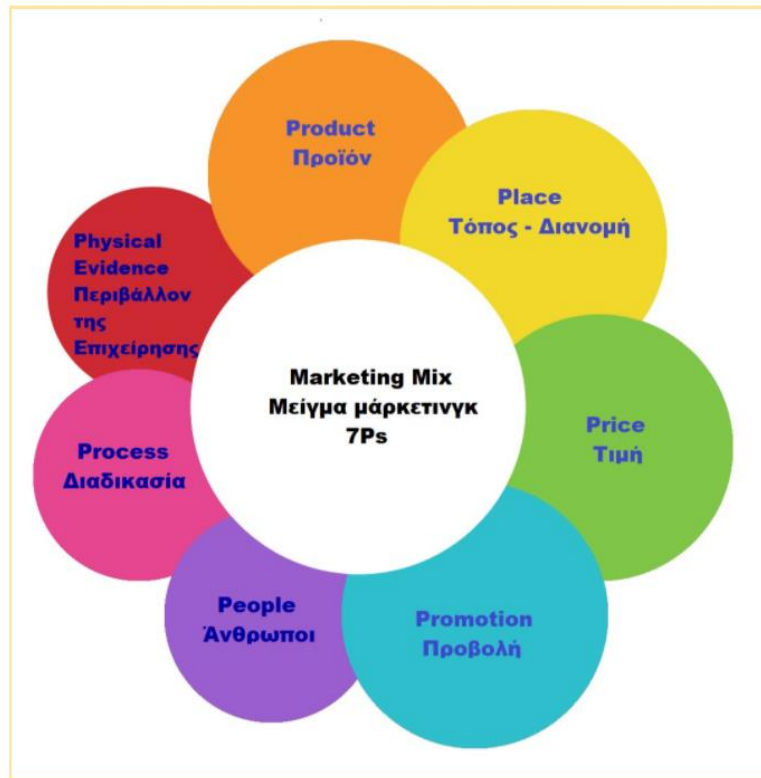 Product
Προϊόν
Place
Τόπος - Διανομή
Physical
Evidence
Περιβάλλον
της
Επιχείρησης
Marketing Mix
Μείγμα μάρκετινγκ
7Ps
Price
Τιμή
Process
Διαδικασία
People
Άνθρωποι
Promotion
Προβολή